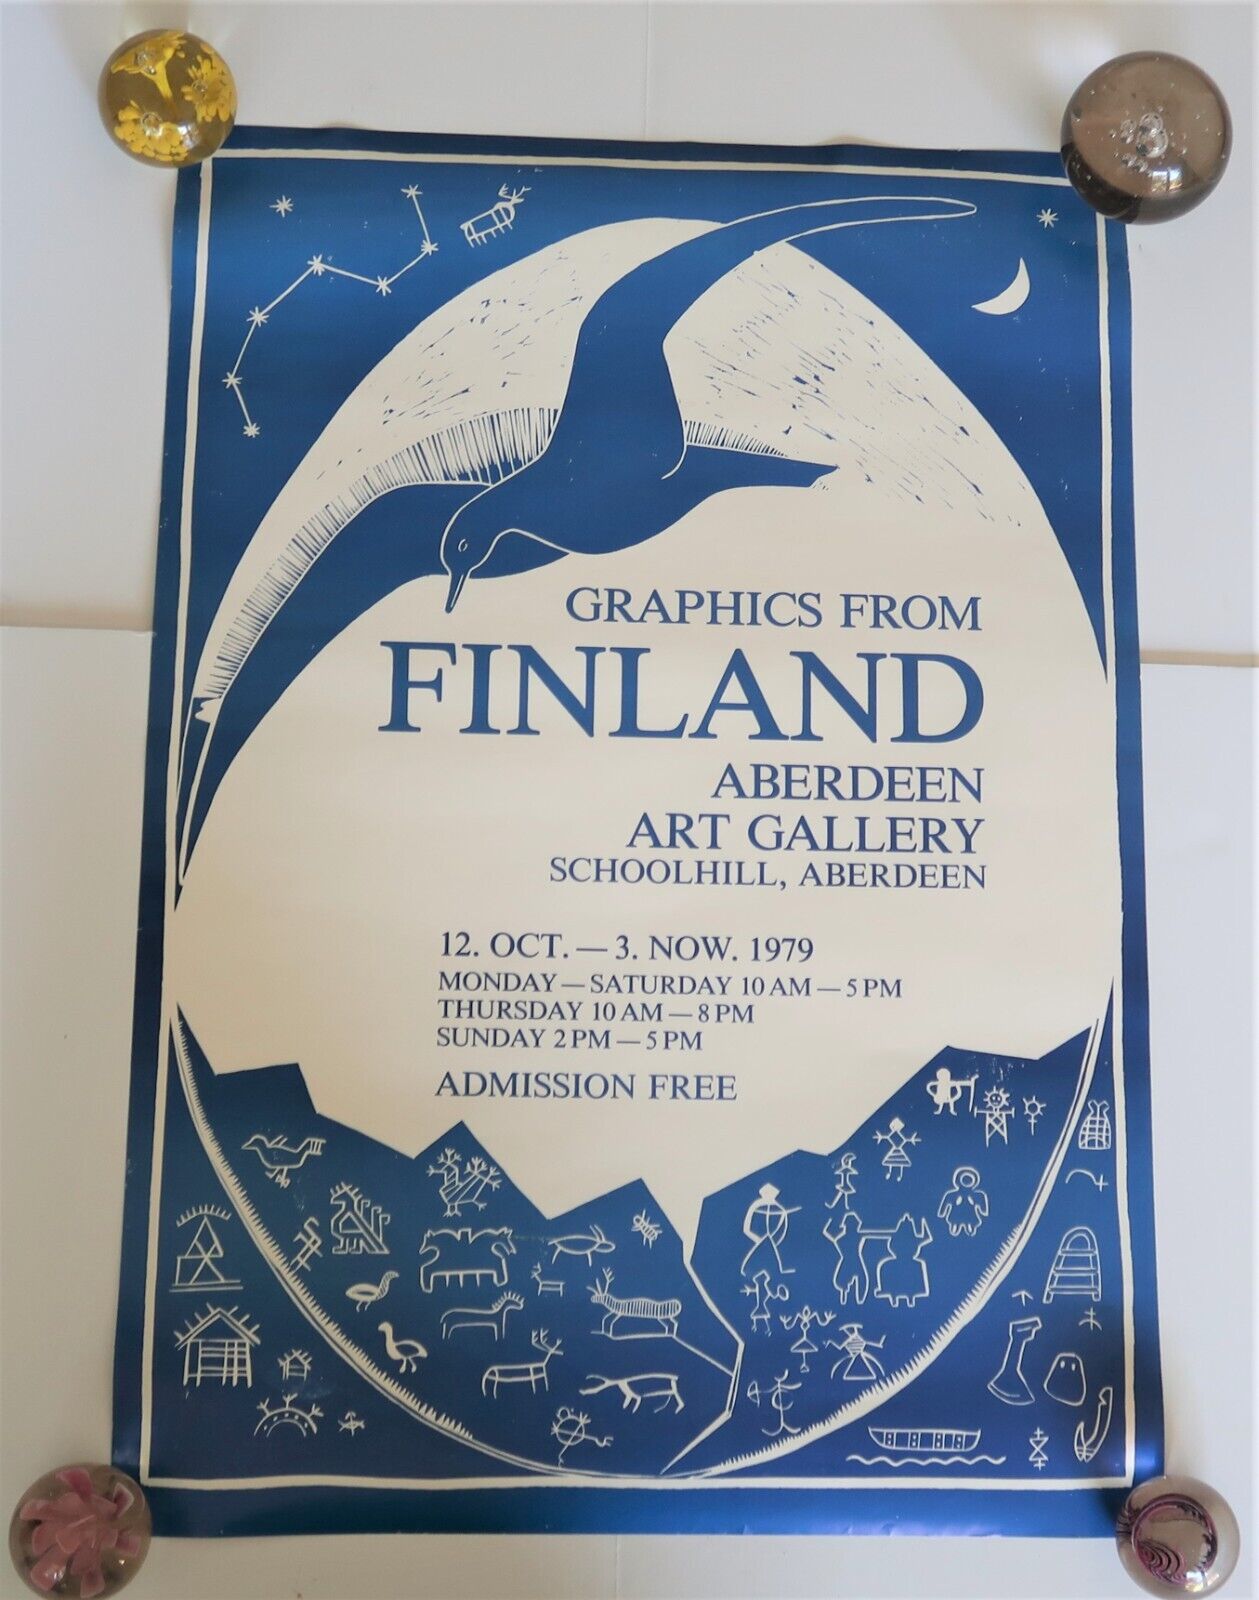 GRAPHICS FROM
FINLAND
ABERDEEN
ART GALLERY
SCHOOLHILL, ABERDEEN
12. OCT. — 3. NOW. 1979
MONDAY — SATURDAY 10 AM — 5 PM
THURSDAY 10 AM — 8 PM
SUNDAY 2 PM — 5 PM
ADMISSION FREE